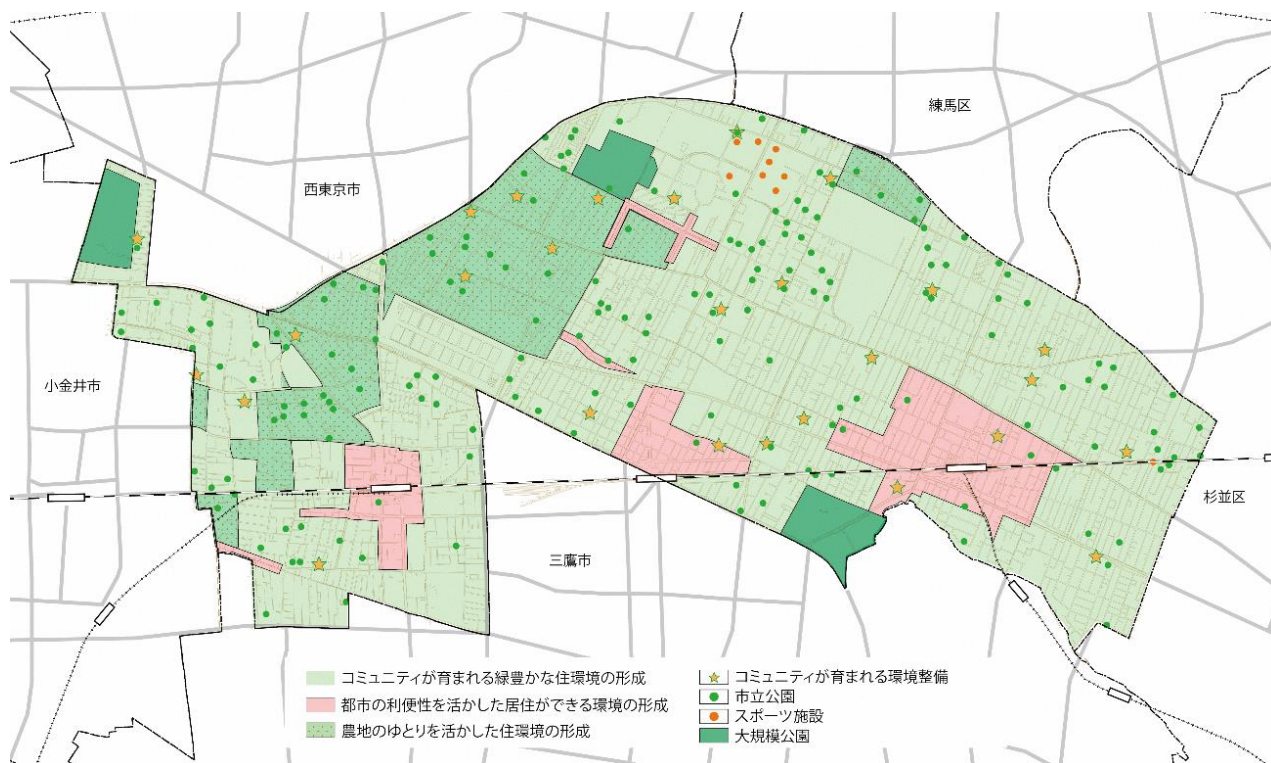 練馬区
西東京市
小金井市
杉並区
三鷹市
コミュニティが育まれる緑豊かな住環境の形成
都市の利便性を活かした居住ができる環境の形成
農地のゆとりを活かした住環境の形成
コミュニティが育まれる環境整備
市立公園
スポーツ施設
大規模公園